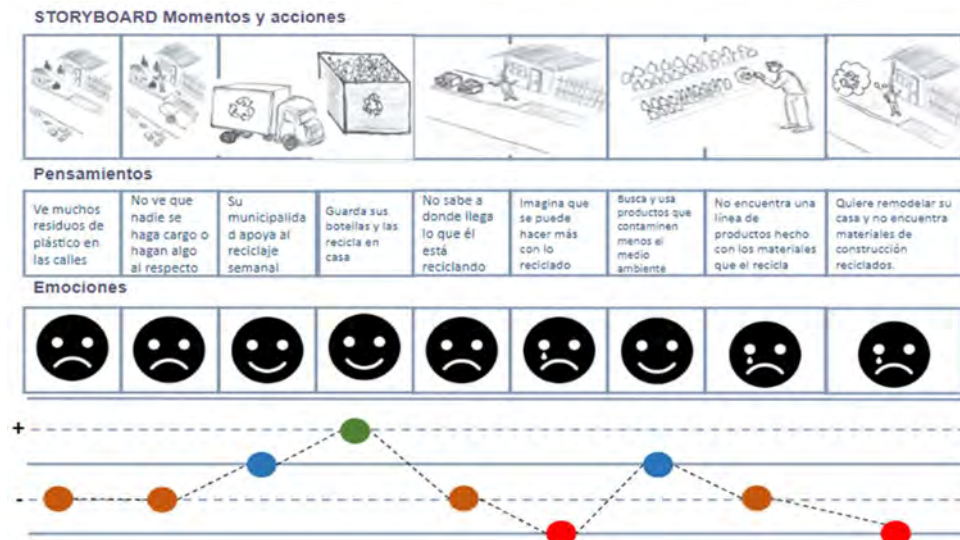 STORYBOARD Momentos y acciones
Pensamientos
Ve muchos
residuos de
plástico en
las calles
No ve que
nadie se
haga cargo o
hagan algo
al respecto
Su
municipalida
d apoya al
reciclaje
semanal
Guarda sus
botellas y las
recicla en
casa
No sabe a
donde llega
lo que él
está
reciclando
Imagina que
se puede
hacer más
con lo
reciclado
Busca y usa
productos que
contaminen
menos el
medio
ambiente
No encuentra una
línea de
productos hecho
con los materiales
que el recicla
Quiere remodelar su
casa y no encuentra
materiales de
construcción
reciclados.
Emociones
+
-